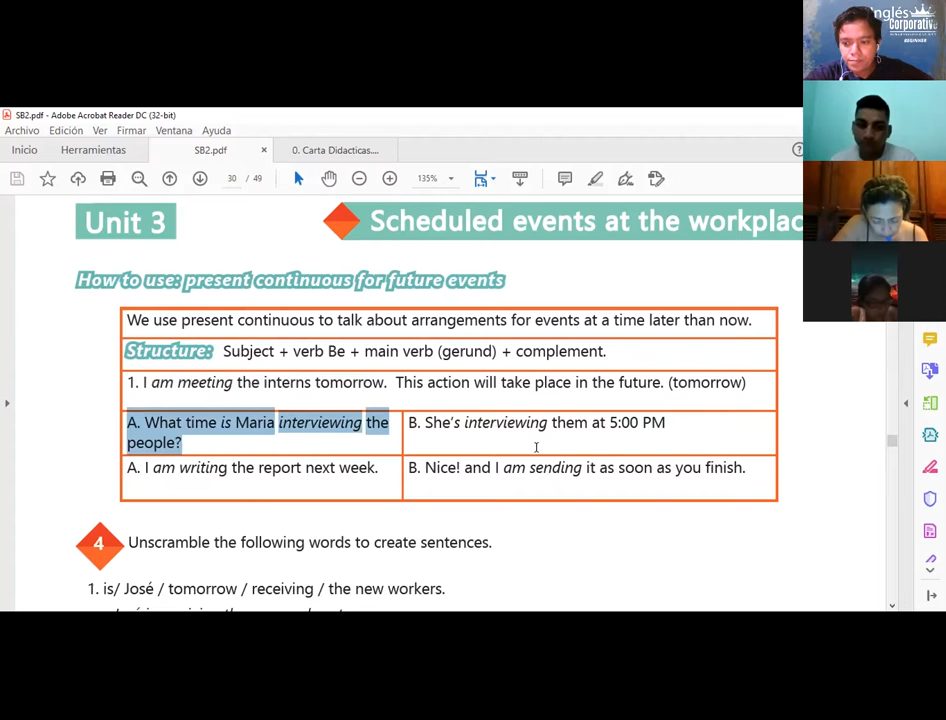 Inglés
Corporative
BEGINNER
SB2.pdf - Adobe Acrobat Reader DC (32-bit)
Archivo Edición Ver Firmar Ventana Ayuda
Inicio Herramientas SB2.pdf × 0. Carta Didacticas....
30 / 49 135%
Unit 3 Scheduled events at the workplac
How to use: present continuous for future events
We use present continuous to talk about arrangements for events at a time later than now.
Structure: Subject + verb Be + main verb (gerund) + complement.
1. I am meeting the interns tomorrow. This action will take place in the future. (tomorrow)
A. What time is Maria interviewing the
people?
B. She's interviewing them at 5:00 PM
A. I am writing the report next week.
B. Nice! and I am sending it as soon as you finish.
4 Unscramble the following words to create sentences.
1. is/ José / tomorrow / receiving / the new workers.